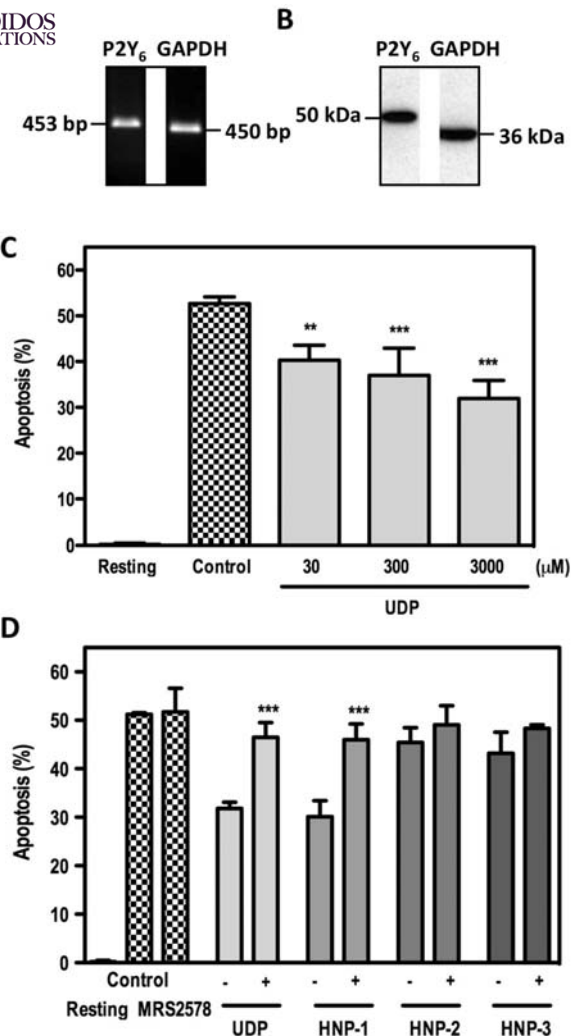 OIDOS
ATIONS
B
P2Y6 GAPDH
453 bp
450 bp
P2Y6 GAPDH
50 kDa
36 kDa
C
Apoptosis (%)
60
50
40
30
20
10
0
** *** ***
Resting Control 30 300 3000 (μM)
UDP
D
Apoptosis (%)
60
50
40
30
20
10
0
*** ***
Control - + - + - + - +
Resting MRS2578
UDP HNP-1 HNP-2 HNP-3